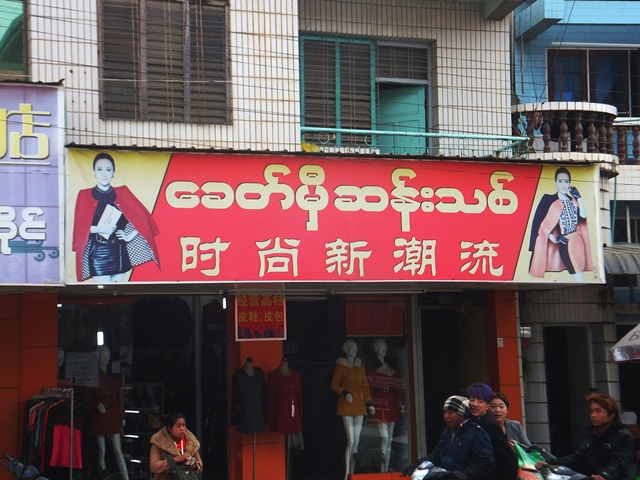 店
ခေတ်မှီဆန်းသစ်
时尚新潮流
经营高档
皮鞋,皮包